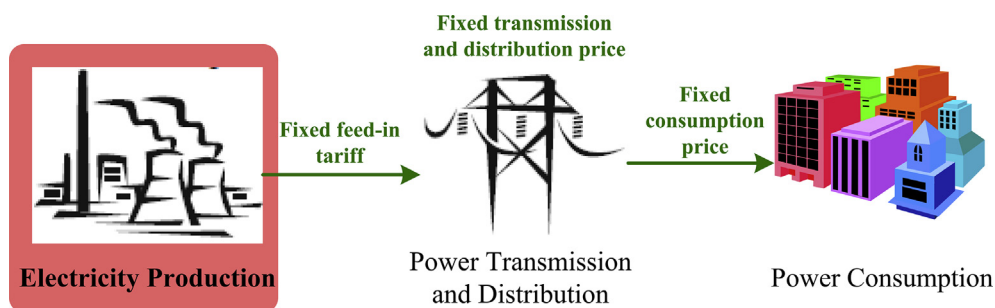 Fixed transmission
and distribution price
Fixed feed-in
tariff
Fixed
consumption
price
Electricity Production
Power Transmission
and Distribution
Power Consumption